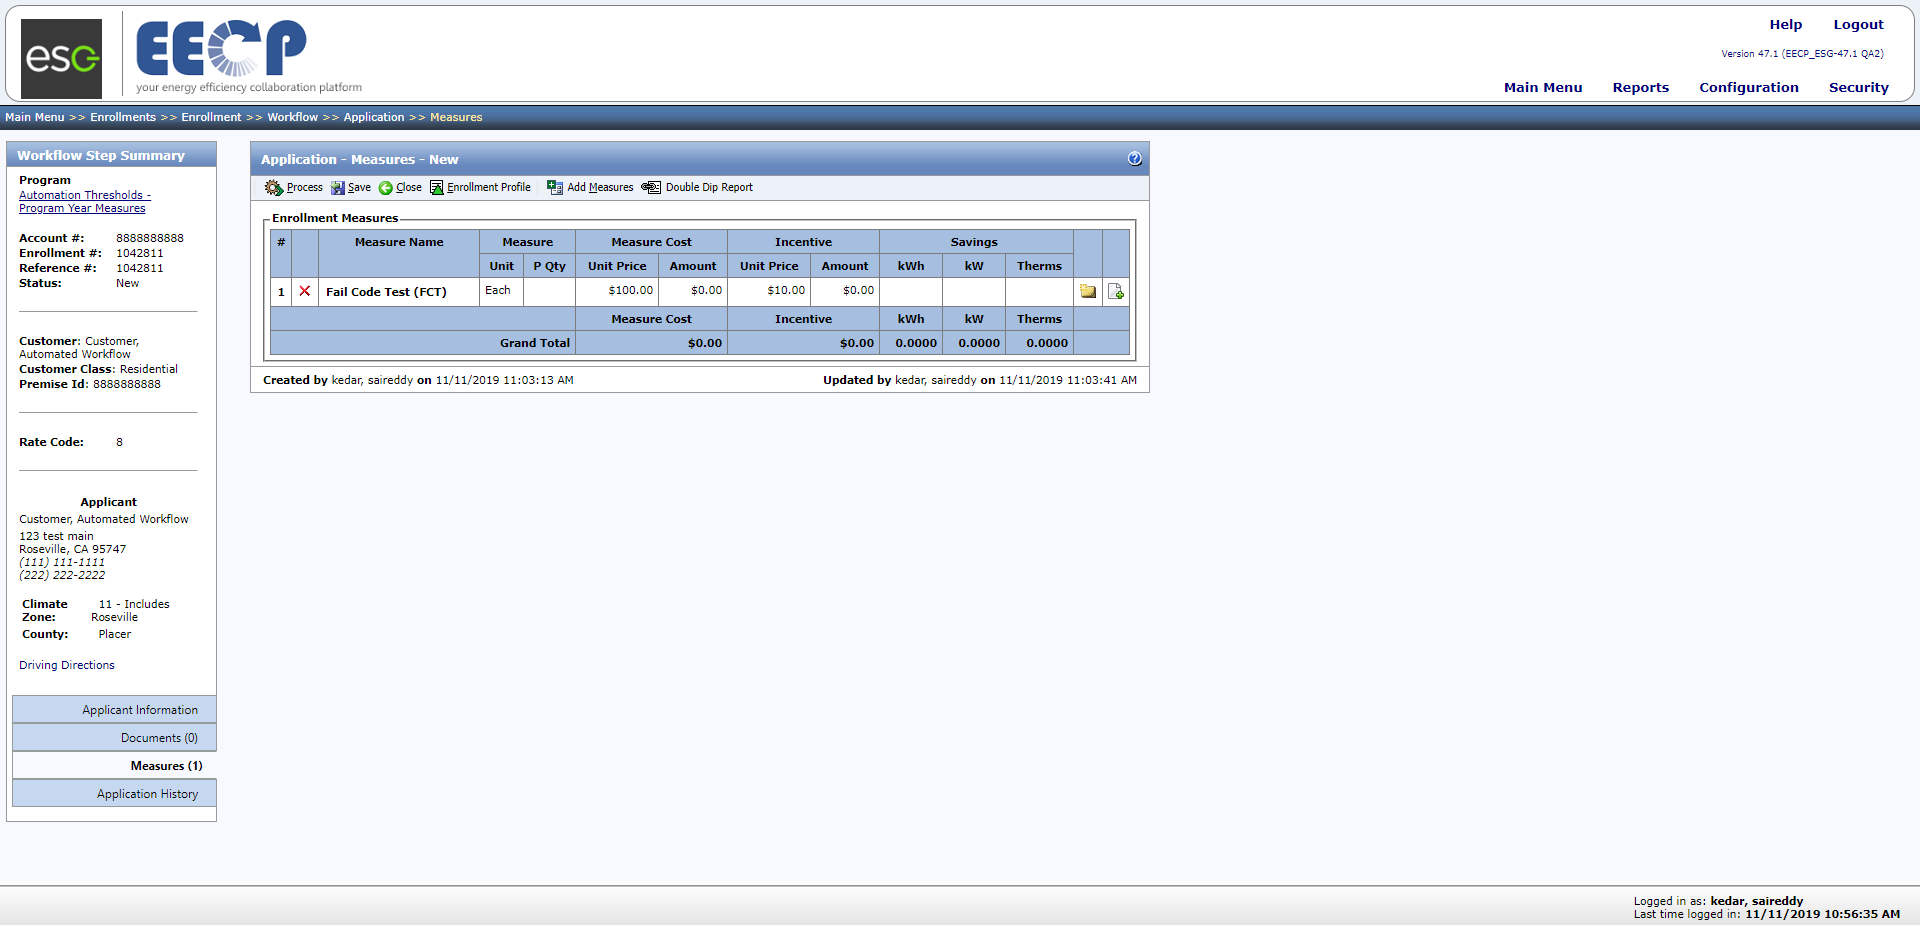 esg
EECP
your energy efficiency collaboration platform
Help Logout
Version 47.1 (EECP_ESG-47.1 QA2)
Main Menu Reports Configuration Security
Main Menu >> Enrollments >> Enrollment >> Workflow >> Application >> Measures
Workflow Step Summary
Program
Automation Thresholds -
Program Year Measures
Account #: 8888888888
Enrollment #: 1042811
Reference #: 1042811
Status: New
Customer: Customer,
Automated Workflow
Customer Class: Residential
Premise Id: 8888888888
Rate Code: 8
Applicant
Customer, Automated Workflow
123 test main
Roseville, CA 95747
(111) 111-1111
(222) 222-2222
Climate 11 - Includes
Zone: Roseville
County: Placer
Driving Directions
Applicant Information
Documents (0)
Measures (1)
Application History
Application - Measures - New
Process Save Close Enrollment Profile Add Measures Double Dip Report
Enrollment Measures
# Measure Name Measure Measure Cost Incentive Savings
Unit P Qty Unit Price Amount Unit Price Amount kWh kW Therms
1 Fail Code Test (FCT) Each $100.00 $0.00 $10.00 $0.00
Measure Cost Incentive kWh kW Therms
Grand Total $0.00 $0.00 0.0000 0.0000 0.0000
Created by kedar, saireddy on 11/11/2019 11:03:13 AM Updated by kedar, saireddy on 11/11/2019 11:03:41 AM
Logged in as: kedar, saireddy
Last time logged in: 11/11/2019 10:56:35 AM